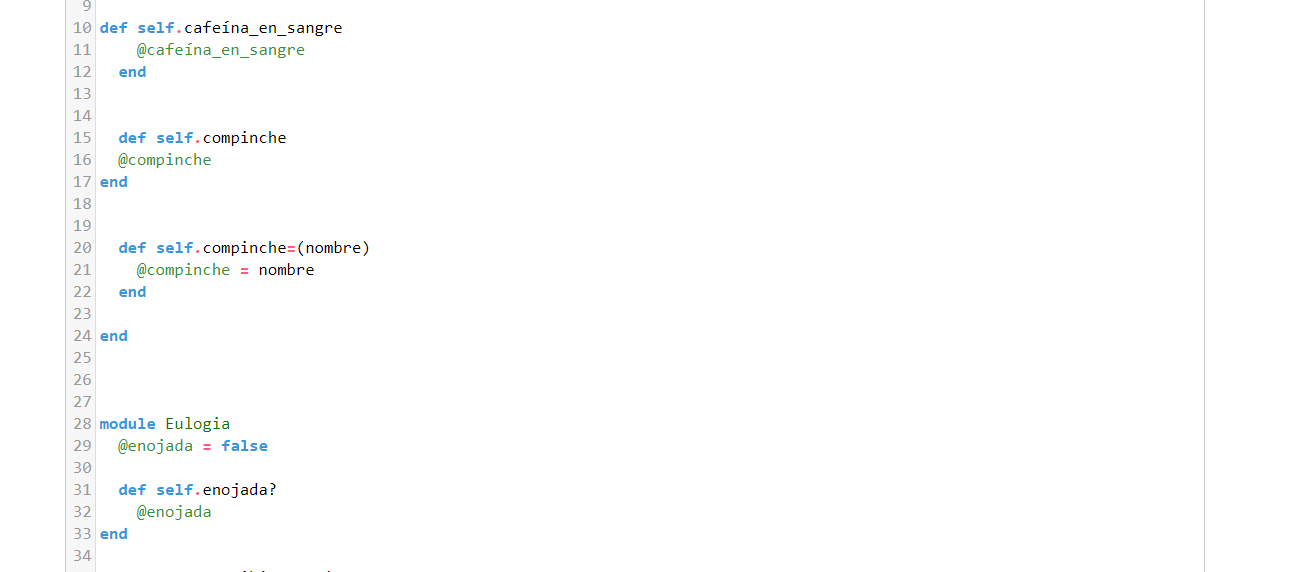 9
10 def self.cafeína_en_sangre
11     @cafeína_en_sangre
12   end
13
14
15   def self.compinche
16   @compinche
17 end
18
19
20   def self.compinche=(nombre)
21     @compinche = nombre
22   end
23
24 end
25
26
27
28 module Eulogia
29   @enojada = false
30
31   def self.enojada?
32     @enojada
33 end
34